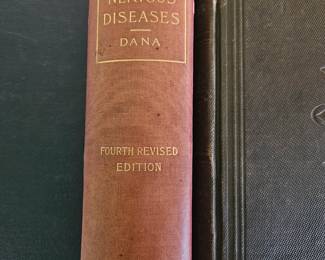 NERVOUS
DISEASES
DANA
FOURTH REVISED
EDITION